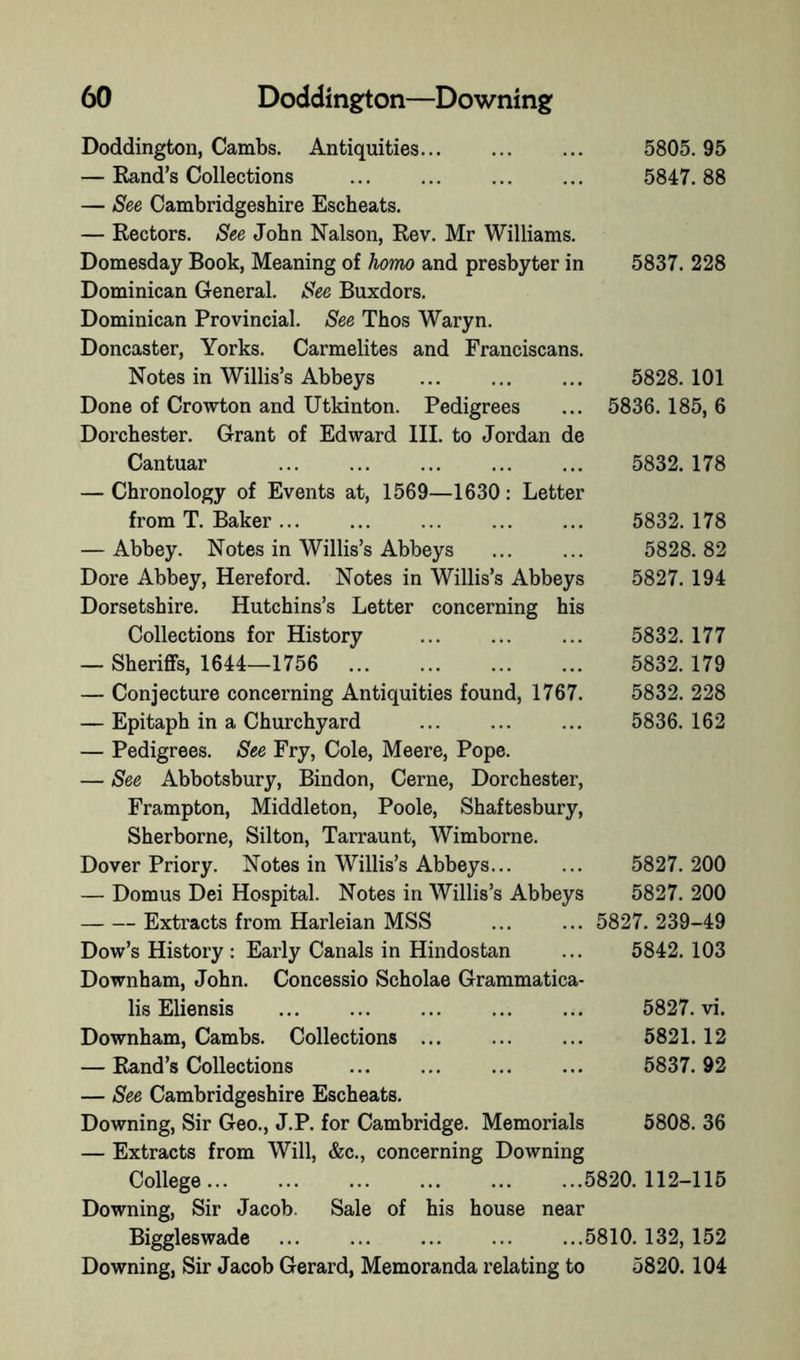 60 Doddington—Downing
Doddington, Cambs. Antiquities... ... ... 5805. 95
— Rand's Collections ... ... ... ... 5847. 88
— See Cambridgeshire Escheats.
— Rectors. See John Nalson, Rev. Mr Williams.
Domesday Book, Meaning of homo and presbyter in 5837. 228
Dominican General. See Buxdors.
Dominican Provincial. See Thos Waryn.
Doncaster, Yorks. Carmelites and Franciscans.
Notes in Willis's Abbeys ... ... ... 5828. 101
Done of Crowton and Utkinton. Pedigrees ... 5836. 185, 6
Dorchester. Grant of Edward III. to Jordan de
Cantuar ... ... ... ... ... 5832. 178
— Chronology of Events at, 1569—1630: Letter
from T. Baker ... ... ... ... ... 5832. 178
— Abbey. Notes in Willis's Abbeys ... ... 5828. 82
Dore Abbey, Hereford. Notes in Willis's Abbeys 5827. 194
Dorsetshire. Hutchins's Letter concerning his
Collections for History ... ... ... 5832. 177
— Sheriffs, 1644—1756 ... ... ... ... 5832. 179
— Conjecture concerning Antiquities found, 1767. 5832. 228
— Epitaph in a Churchyard ... ... ... 5836. 162
— Pedigrees. See Fry, Cole, Meere, Pope.
— See Abbotsbury, Bindon, Cerne, Dorchester,
Frampton, Middleton, Poole, Shaftesbury,
Sherborne, Silton, Tarraunt, Wimborne.
Dover Priory. Notes in Willis's Abbeys... ... 5827. 200
— Domus Dei Hospital. Notes in Willis's Abbeys 5827. 200
— — Extracts from Harleian MSS ... ... 5827. 239-49
Dow's History : Early Canals in Hindostan ... 5842. 103
Downham, John. Concessio Scholae Grammatica-
lis Eliensis ... ... ... ... ... 5827. vi.
Downham, Cambs. Collections ... ... ... 5821. 12
— Rand's Collections ... ... ... ... 5837. 92
— See Cambridgeshire Escheats.
Downing, Sir Geo., J.P. for Cambridge. Memorials 5808. 36
— Extracts from Will, &c., concerning Downing
College... ... ... ... ... ...5820. 112-115
Downing, Sir Jacob. Sale of his house near
Biggleswade ... ... ... ... ...5810. 132, 152
Downing, Sir Jacob Gerard, Memoranda relating to 5820. 104